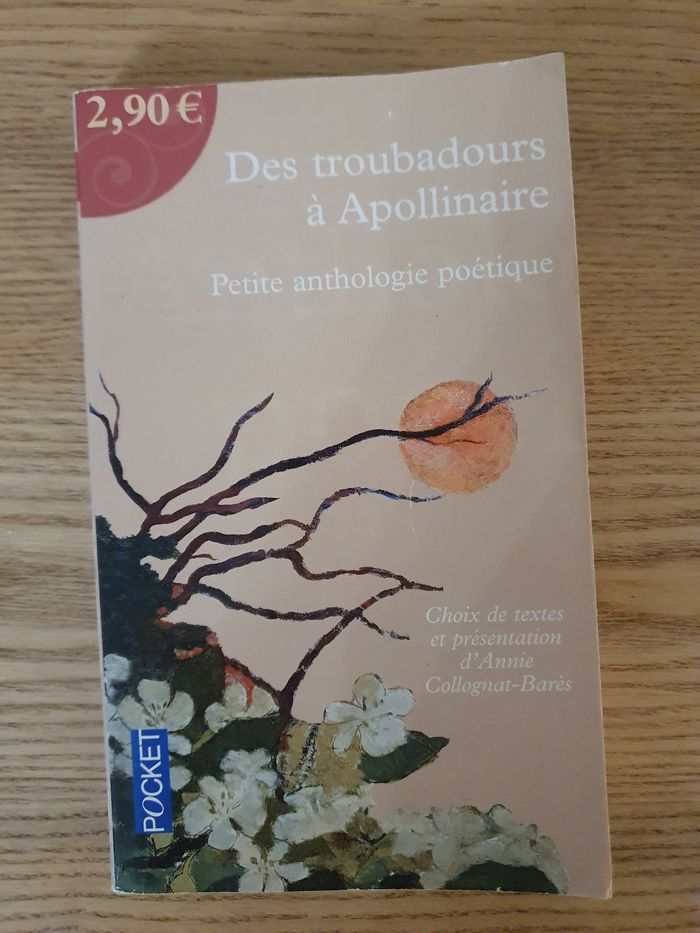 2,90 €
Des troubadours
à Apollinaire
Petite anthologie poétique
Choix de textes
et présentation
d'Annie
Collognat-Barès
POCKET